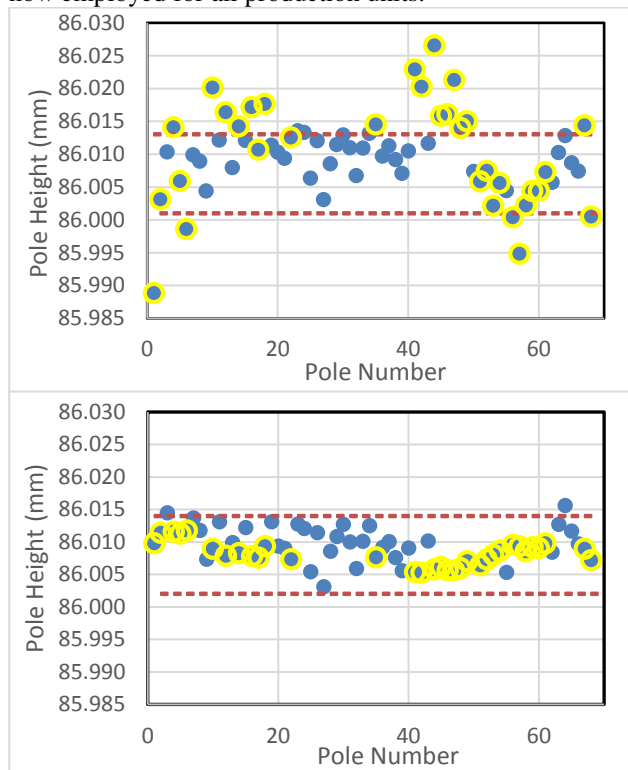 now employed for all production units.
86.030
86.025
86.020
86.015
86.010
86.005
86.000
85.995
85.990
85.985
Pole Height (mm)
0 20 40 60
Pole Number
86.030
86.025
86.020
86.015
86.010
86.005
86.000
85.995
85.990
85.985
Pole Height (mm)
0 20 40 60
Pole Number